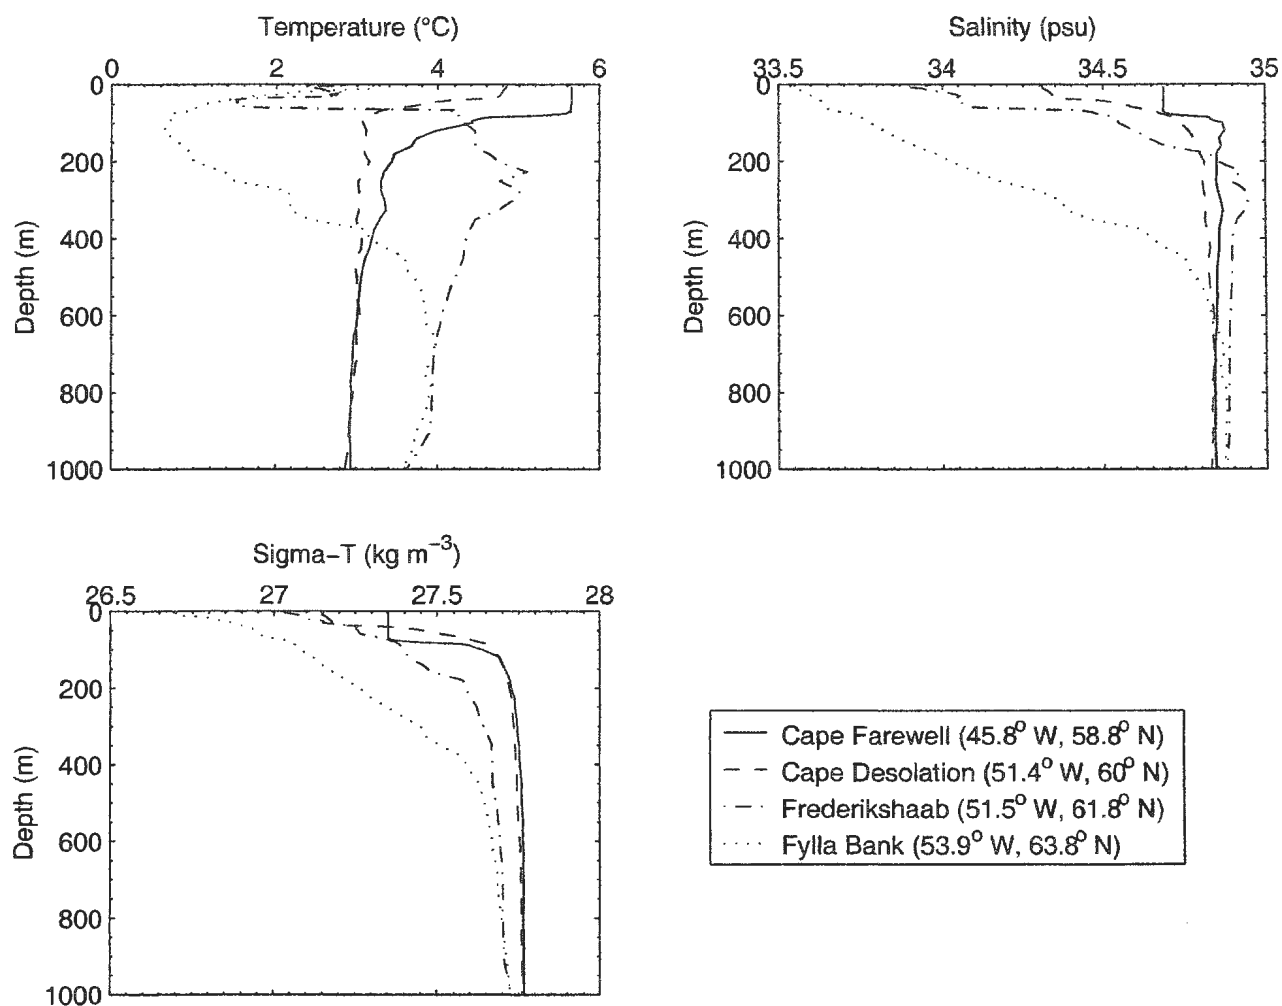 Temperature (°C)
0 2 4 6
0
200
400
600
800
1000
Depth (m)
Salinity (psu)
33.5 34 34.5 35
0
200
400
600
800
1000
Depth (m)
Sigma-T (kg m⁻³)
26.5 27 27.5 28
0
200
400
600
800
1000
Depth (m)
Cape Farewell (45.8° W, 58.8° N)
Cape Desolation (51.4° W, 60° N)
Frederikshaab (51.5° W, 61.8° N)
Fylla Bank (53.9° W, 63.8° N)